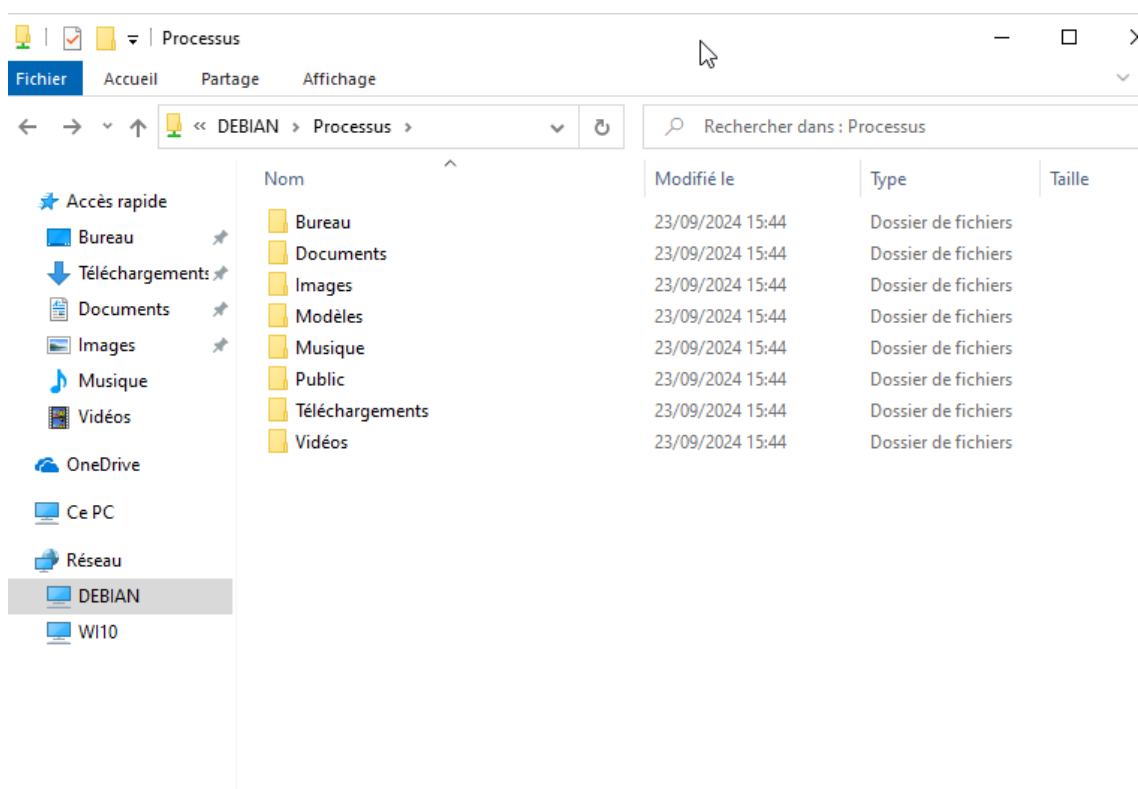 Processus
Fichier Accueil Partage Affichage
« DEBIAN > Processus > Rechercher dans : Processus
Nom Modifié le Type Taille
Accès rapide
Bureau
Téléchargements
Documents
Images
Musique
Vidéos
OneDrive
Ce PC
Réseau
DEBIAN
WI10
Bureau 23/09/2024 15:44 Dossier de fichiers
Documents 23/09/2024 15:44 Dossier de fichiers
Images 23/09/2024 15:44 Dossier de fichiers
Modèles 23/09/2024 15:44 Dossier de fichiers
Musique 23/09/2024 15:44 Dossier de fichiers
Public 23/09/2024 15:44 Dossier de fichiers
Téléchargements 23/09/2024 15:44 Dossier de fichiers
Vidéos 23/09/2024 15:44 Dossier de fichiers